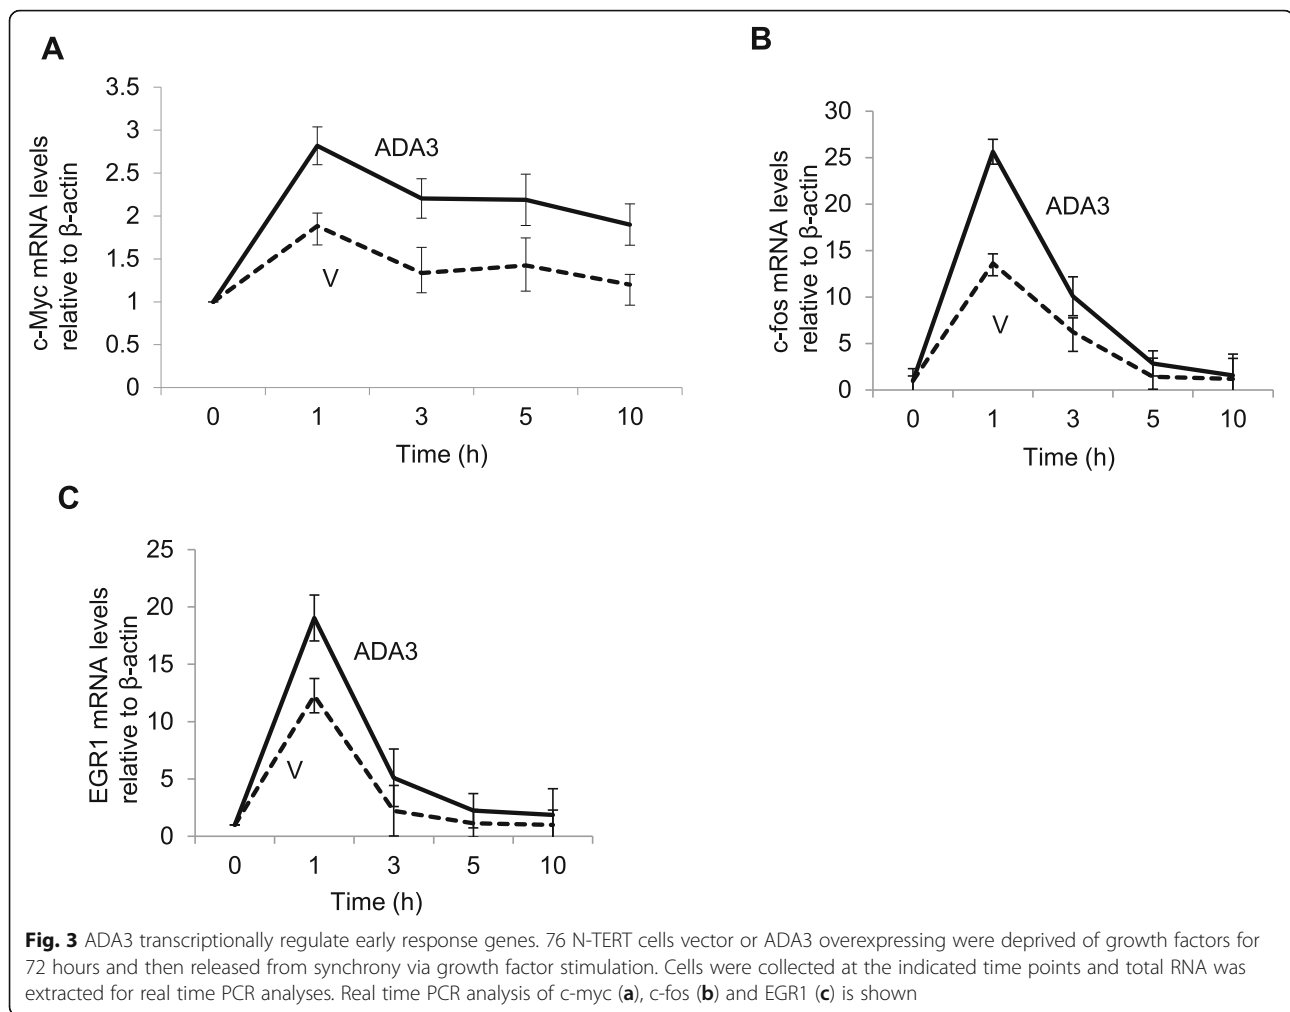 A
3.5
3
2.5
2
1.5
1
0.5
0
c-Myc mRNA levels
relative to β-actin
ADA3
V
0 1 3 5 10
Time (h)
B
30
25
20
15
10
5
0
c-fos mRNA levels
relative to β-actin
ADA3
V
0 1 3 5 10
Time (h)
C
25
20
15
10
5
0
EGR1 mRNA levels
relative to β-actin
ADA3
V
0 1 3 5 10
Time (h)
Fig. 3 ADA3 transcriptionally regulate early response genes. 76 N-TERT cells vector or ADA3 overexpressing were deprived of growth factors for
72 hours and then released from synchrony via growth factor stimulation. Cells were collected at the indicated time points and total RNA was
extracted for real time PCR analyses. Real time PCR analysis of c-myc (a), c-fos (b) and EGR1 (c) is shown